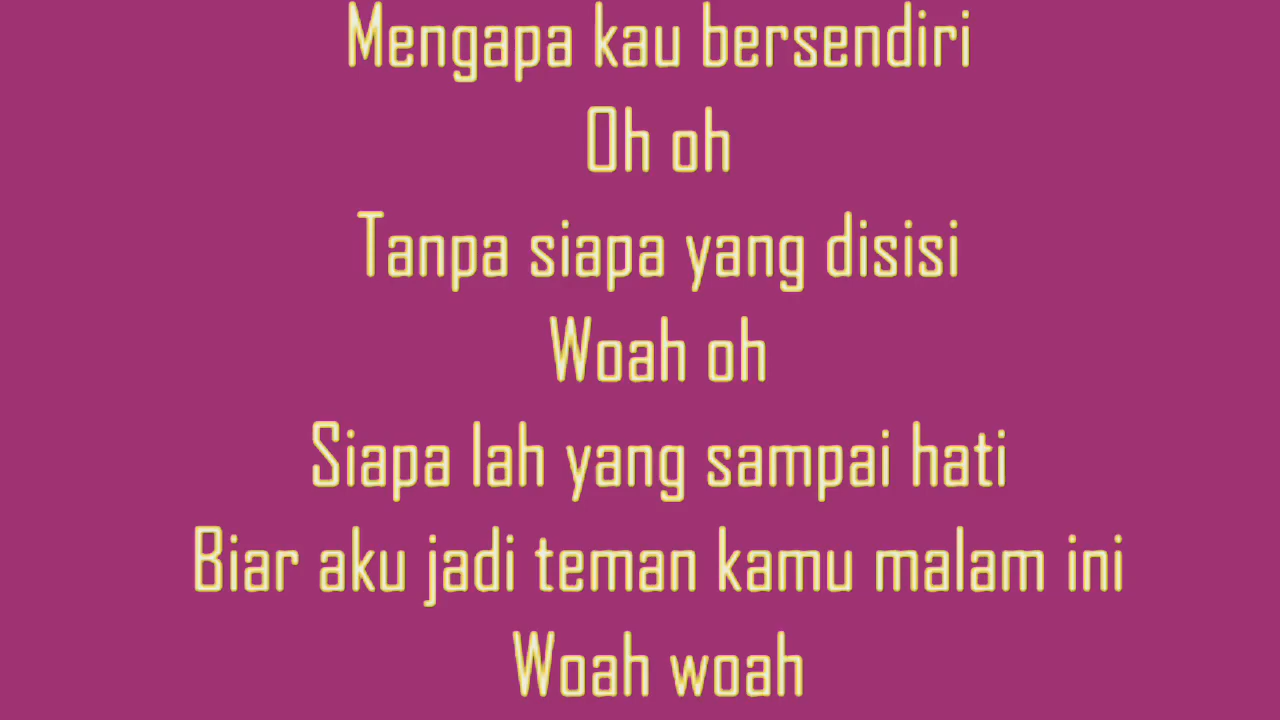 Mengapa kau bersendiri
Oh oh
Tanpa siapa yang disisi
Woah oh
Siapa lah yang sampai hati
Biar aku jadi teman kamu malam ini
Woah woah